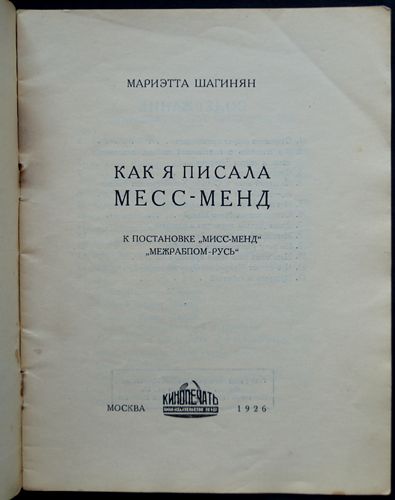 МАРИЭТТА ШАГИНЯН
КАК Я ПИСАЛА
МЕСС-МЕНД
К ПОСТАНОВКЕ „МИСС-МЕНД“
„МЕЖРАБПОМ-РУСЬ“
КИНОПЕЧАТЬ
МОСКВА 1926